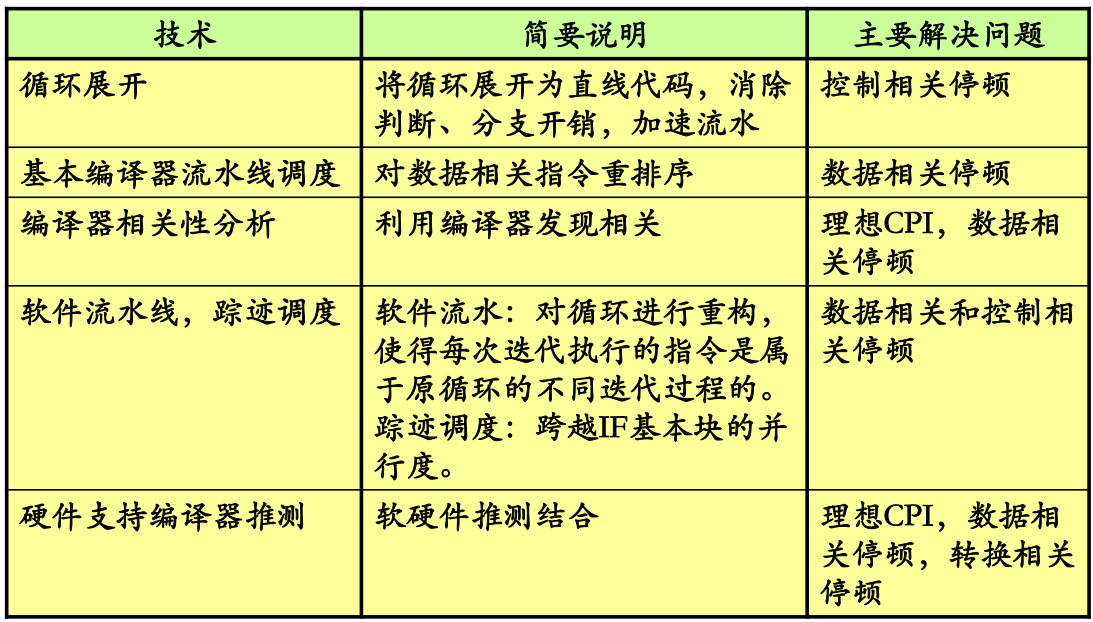 技术
简要说明
主要解决问题
循环展开
将循环展开为直线代码，消除
判断、分支开销，加速流水
控制相关停顿
基本编译器流水线调度
对数据相关指令重排序
数据相关停顿
编译器相关性分析
利用编译器发现相关
理想CPI，数据相
关停顿
软件流水线，踪迹调度
软件流水：对循环进行重构，
使得每次迭代执行的指令是属
于原循环的不同迭代过程的。
踪迹调度：跨越IF基本块的并
行度。
数据相关和控制相
关停顿
硬件支持编译器推测
软硬件推测结合
理想CPI，数据相
关停顿，转换相关
停顿